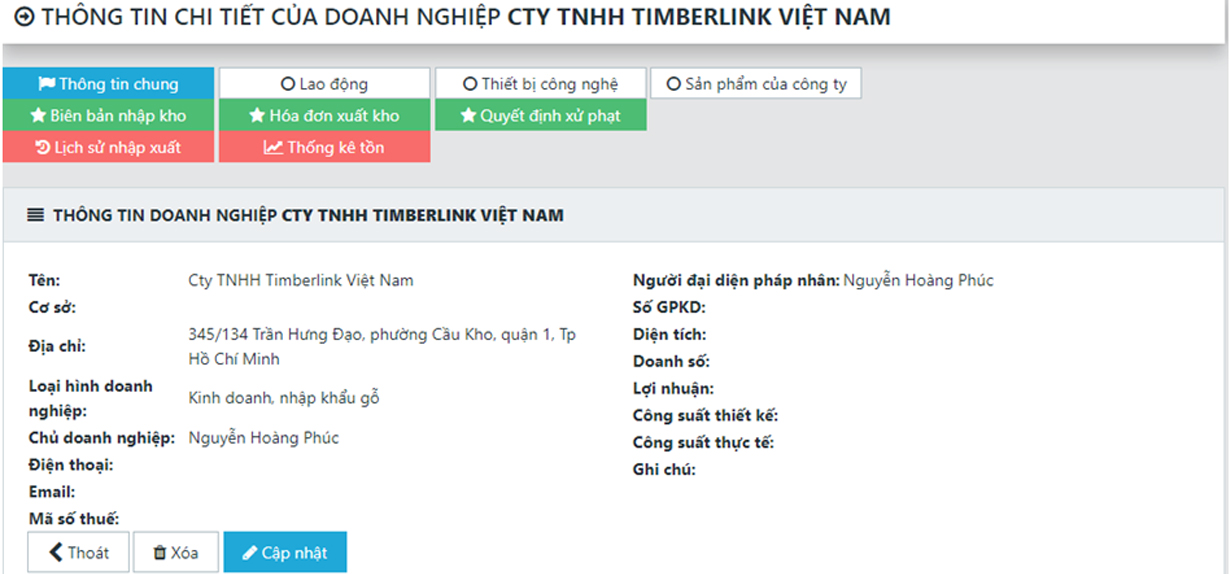 THÔNG TIN CHI TIẾT CỦA DOANH NGHIỆP CTY TNHH TIMBERLINK VIỆT NAM
Thông tin chung
Lao động
Thiết bị công nghệ
Sản phẩm của công ty
Biên bản nhập kho
Hóa đơn xuất kho
Quyết định xử phạt
Lịch sử nhập xuất
Thống kê tồn
THÔNG TIN DOANH NGHIỆP CTY TNHH TIMBERLINK VIỆT NAM
Tên: Cty TNHH Timberlink Việt Nam
Cơ sở:
Địa chỉ: 345/134 Trần Hưng Đạo, phường Cầu Kho, quận 1, Tp
Hồ Chí Minh
Loại hình doanh
nghiệp: Kinh doanh, nhập khẩu gỗ
Chủ doanh nghiệp: Nguyễn Hoàng Phúc
Điện thoại:
Email:
Mã số thuế:
Người đại diện pháp nhân: Nguyễn Hoàng Phúc
Số GPKD:
Diện tích:
Doanh số:
Lợi nhuận:
Công suất thiết kế:
Công suất thực tế:
Ghi chú:
Thoát
Xóa
Cập nhật